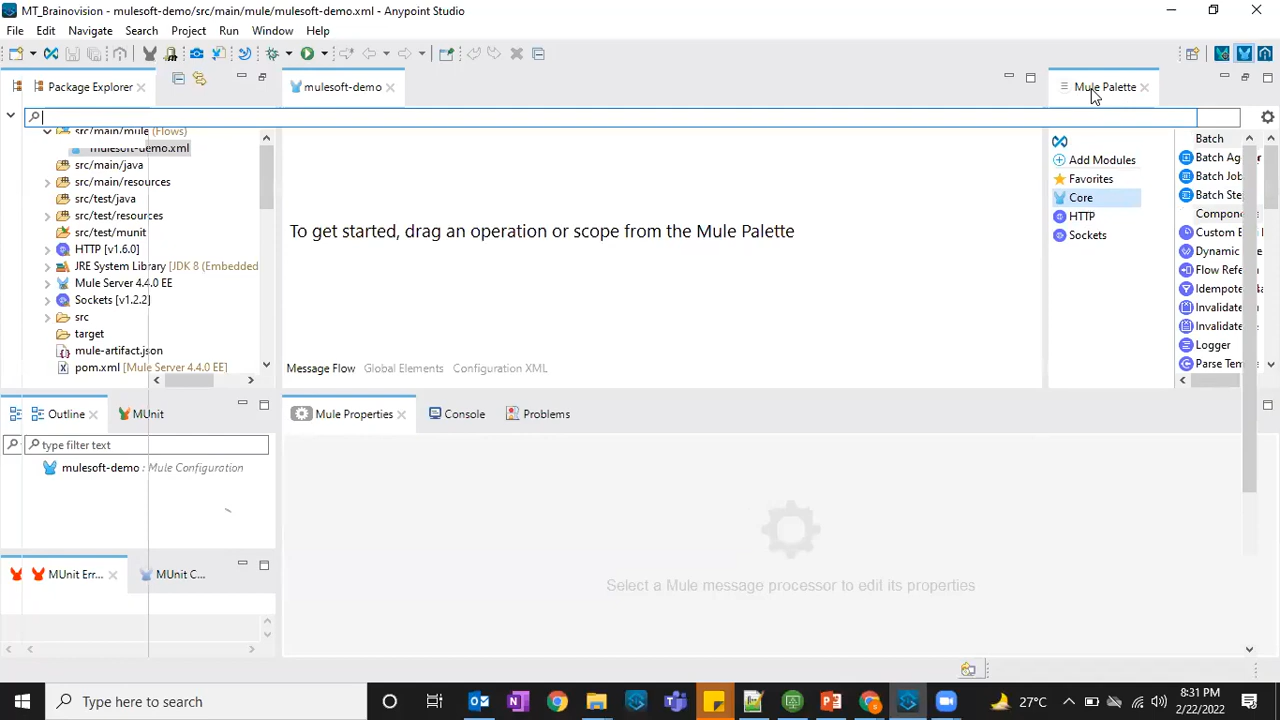 MT_Brainovision - mulesoft-demo/src/main/mule/mulesoft-demo.xml - Anypoint Studio
File Edit Navigate Search Project Run Window Help
Package Explorer
mulesoft-demo
Mule Palette
src/main/mule (Flows)
mulesoft-demo.xml
src/main/java
src/main/resources
src/test/java
src/test/resources
src/test/munit
HTTP [v1.6.0]
JRE System Library [JDK 8 (Embedded
Mule Server 4.4.0 EE
Sockets [v1.2.2]
src
target
mule-artifact.json
pom.xml [Mule Server 4.4.0 EE]
To get started, drag an operation or scope from the Mule Palette
Message Flow Global Elements Configuration XML
Add Modules
Favorites
Core
HTTP
Sockets
Batch
Batch
Batch Job
Batch Ste
Custom
Dynamic
Flow Refe
Invalidate
Invalidate
Logger
Parse
Outline
MUnit
type filter text
mulesoft-demo : Mule Configuration
MUnit Err...
MUnit C...
Mule Properties
Console
Problems
Select a Mule message processor to edit its properties
Type here to search
27°C
8:31 PM
2/22/2022